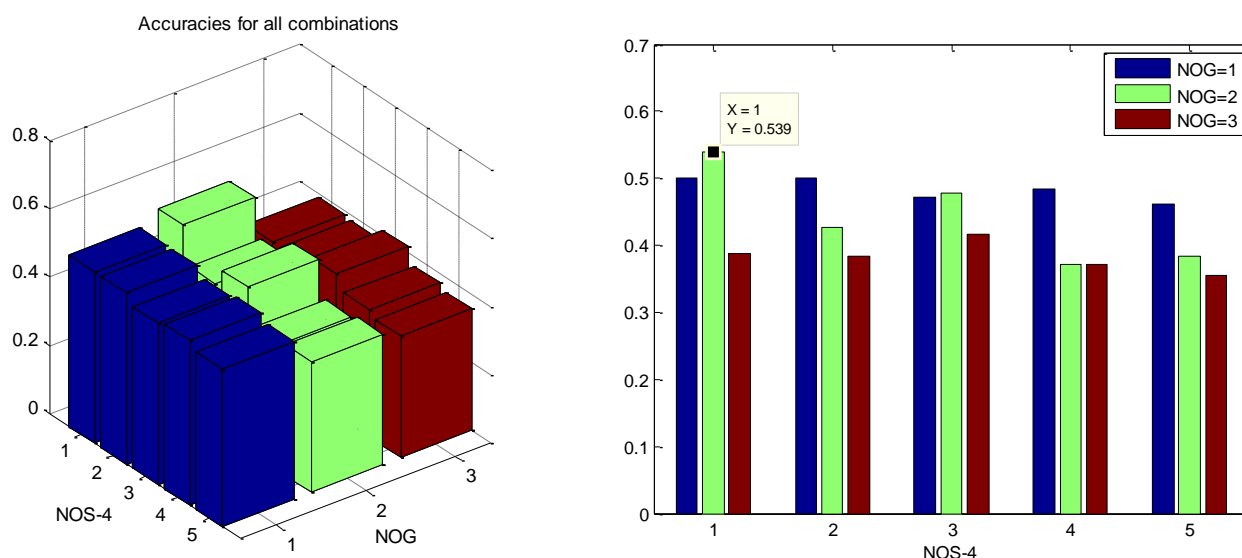 Accuracies for all combinations
0.8
0.6
0.4
0.2
0
1
2
3
4
5
NOS-4
1
2
3
NOG
0.7
0.6
0.5
0.4
0.3
0.2
0.1
0
1
2
3
4
5
NOS-4
X = 1
Y = 0.539
NOG=1
NOG=2
NOG=3